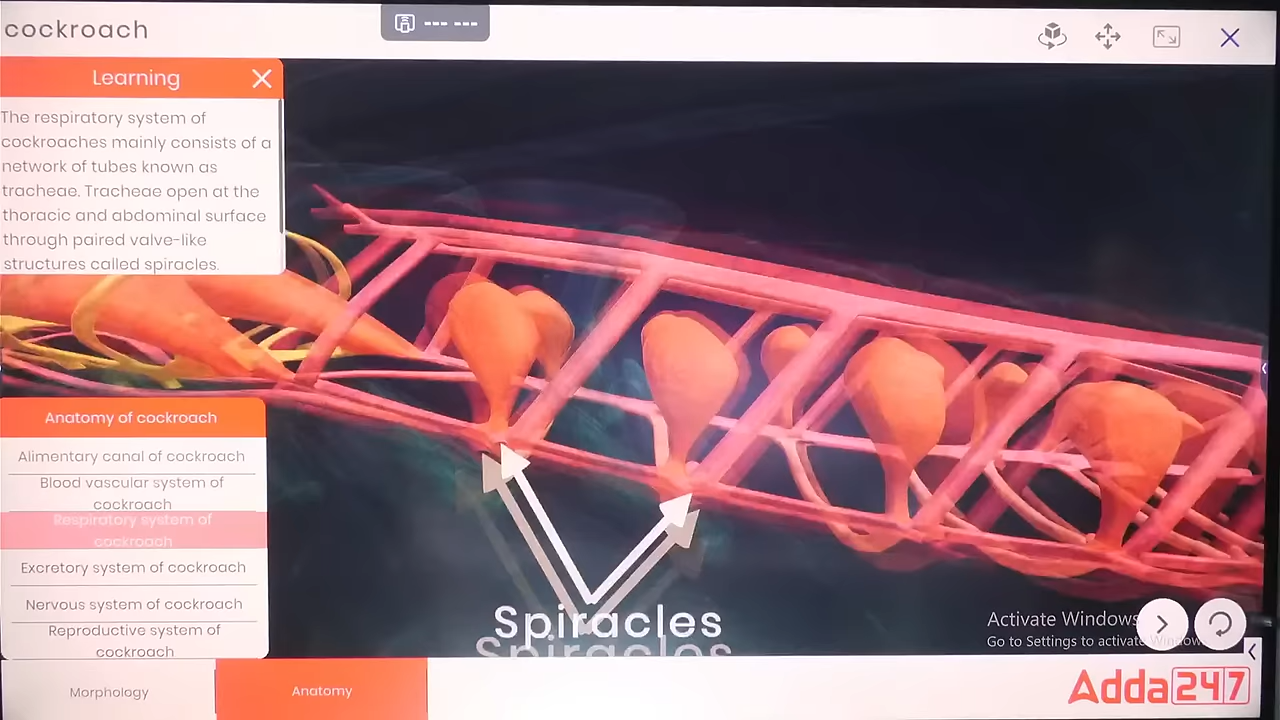 cockroach
Learning
The respiratory system of
cockroaches mainly consists of a
network of tubes known as
tracheae. Tracheae open at the
thoracic and abdominal surface
through paired valve-like
structures called spiracles.
Anatomy of cockroach
Alimentary canal of cockroach
Blood vascular system of
cockroach
Respiratory system of
cockroach
Excretory system of cockroach
Nervous system of cockroach
Reproductive system of
cockroach
Spiracles
Spiracles
Activate Windows
Go to Settings to activate Windows
Morphology
Anatomy
Adda247